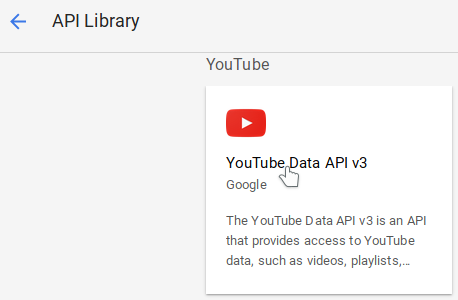 API Library
YouTube
YouTube Data API v3
Google
The YouTube Data API v3 is an API
that provides access to YouTube
data, such as videos, playlists,...